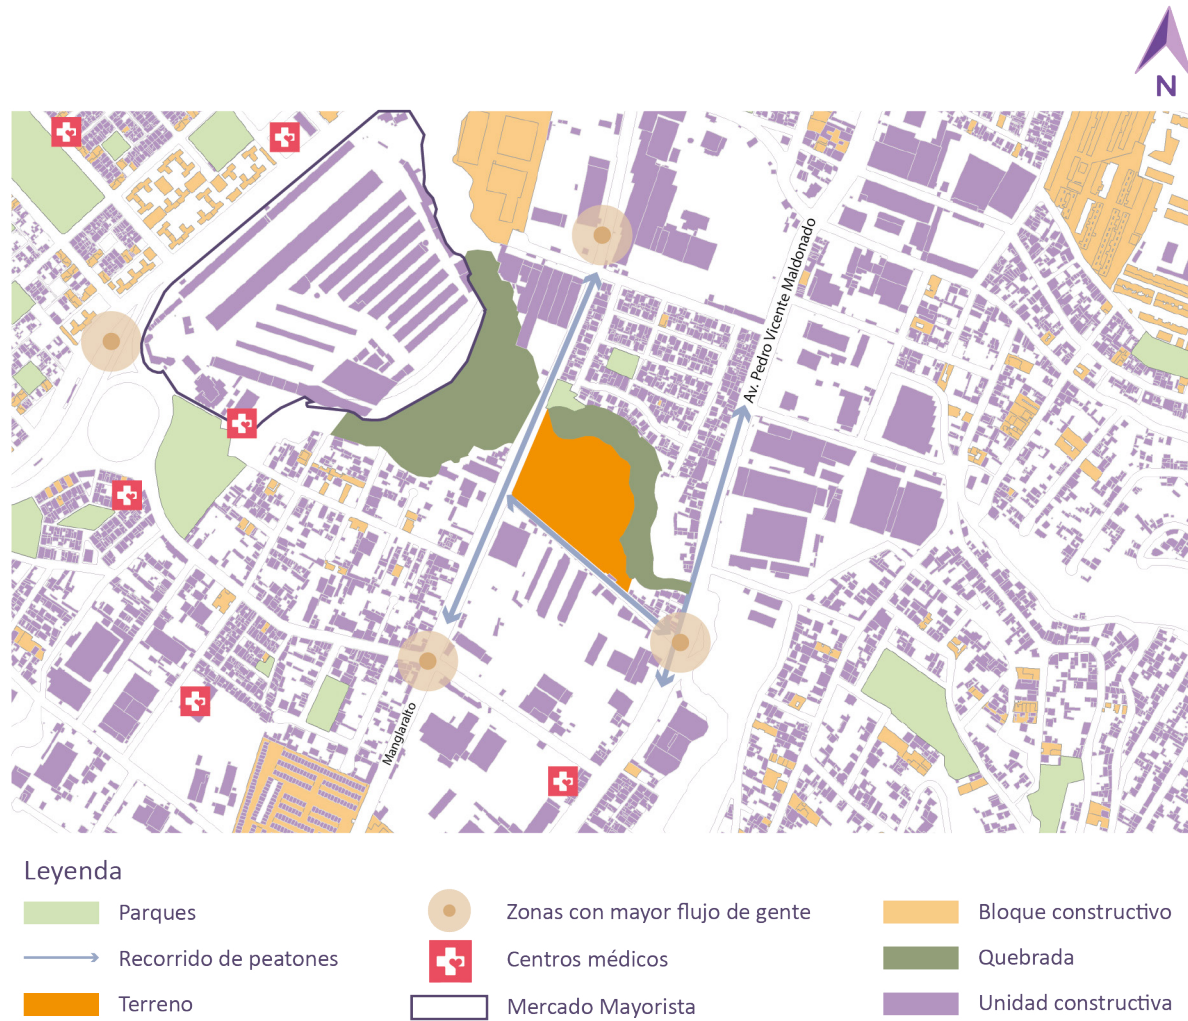 N
Av. Pedro Vicente Maldonado
Manglaralto
Leyenda
Parques
Recorrido de peatones
Terreno
Zonas con mayor flujo de gente
Centros médicos
Mercado Mayorista
Bloque constructivo
Quebrada
Unidad constructiva